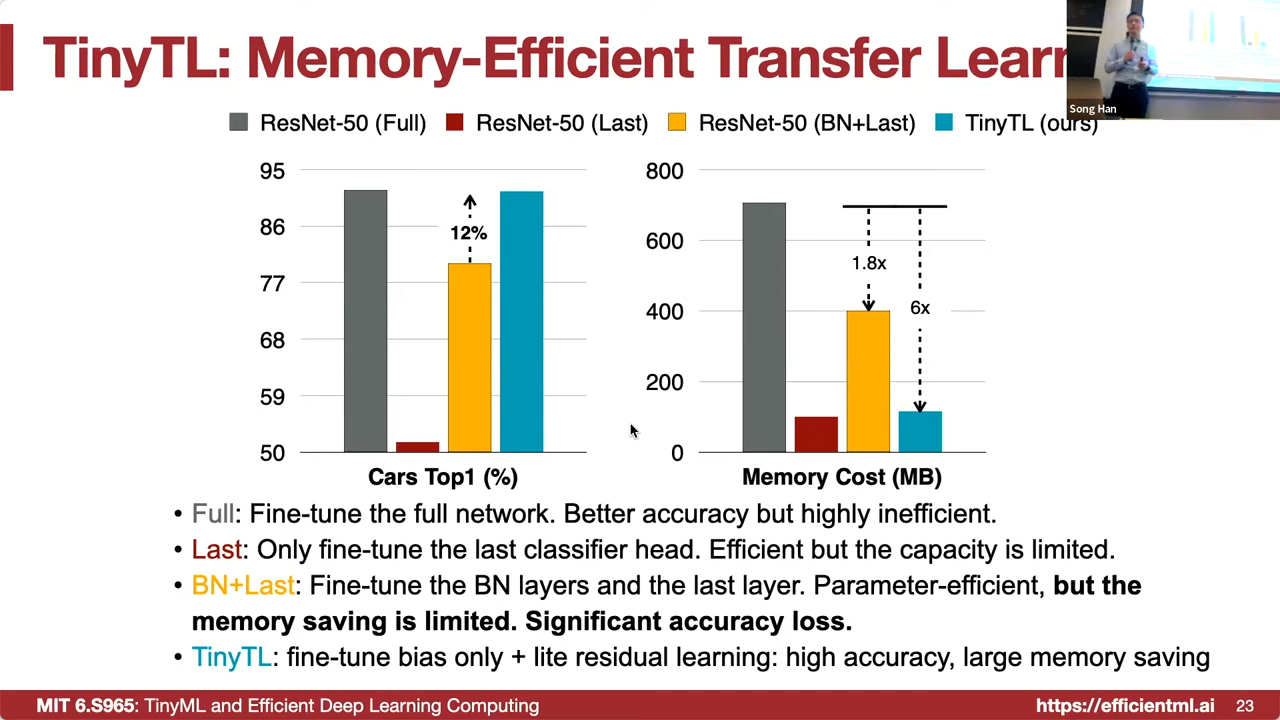 TinyTL: Memory-Efficient Transfer Learn
Song Han
ResNet-50 (Full) ResNet-50 (Last) ResNet-50 (BN+Last) TinyTL (ours)
95
86
77
68
59
50
12%
Cars Top1 (%)
800
600
400
200
0
1.8x
6x
Memory Cost (MB)
• Full: Fine-tune the full network. Better accuracy but highly inefficient.
• Last: Only fine-tune the last classifier head. Efficient but the capacity is limited.
• BN+Last: Fine-tune the BN layers and the last layer. Parameter-efficient, but the
memory saving is limited. Significant accuracy loss.
• TinyTL: fine-tune bias only + lite residual learning: high accuracy, large memory saving
MIT 6.S965: TinyML and Efficient Deep Learning Computing
https://efficientml.ai 23